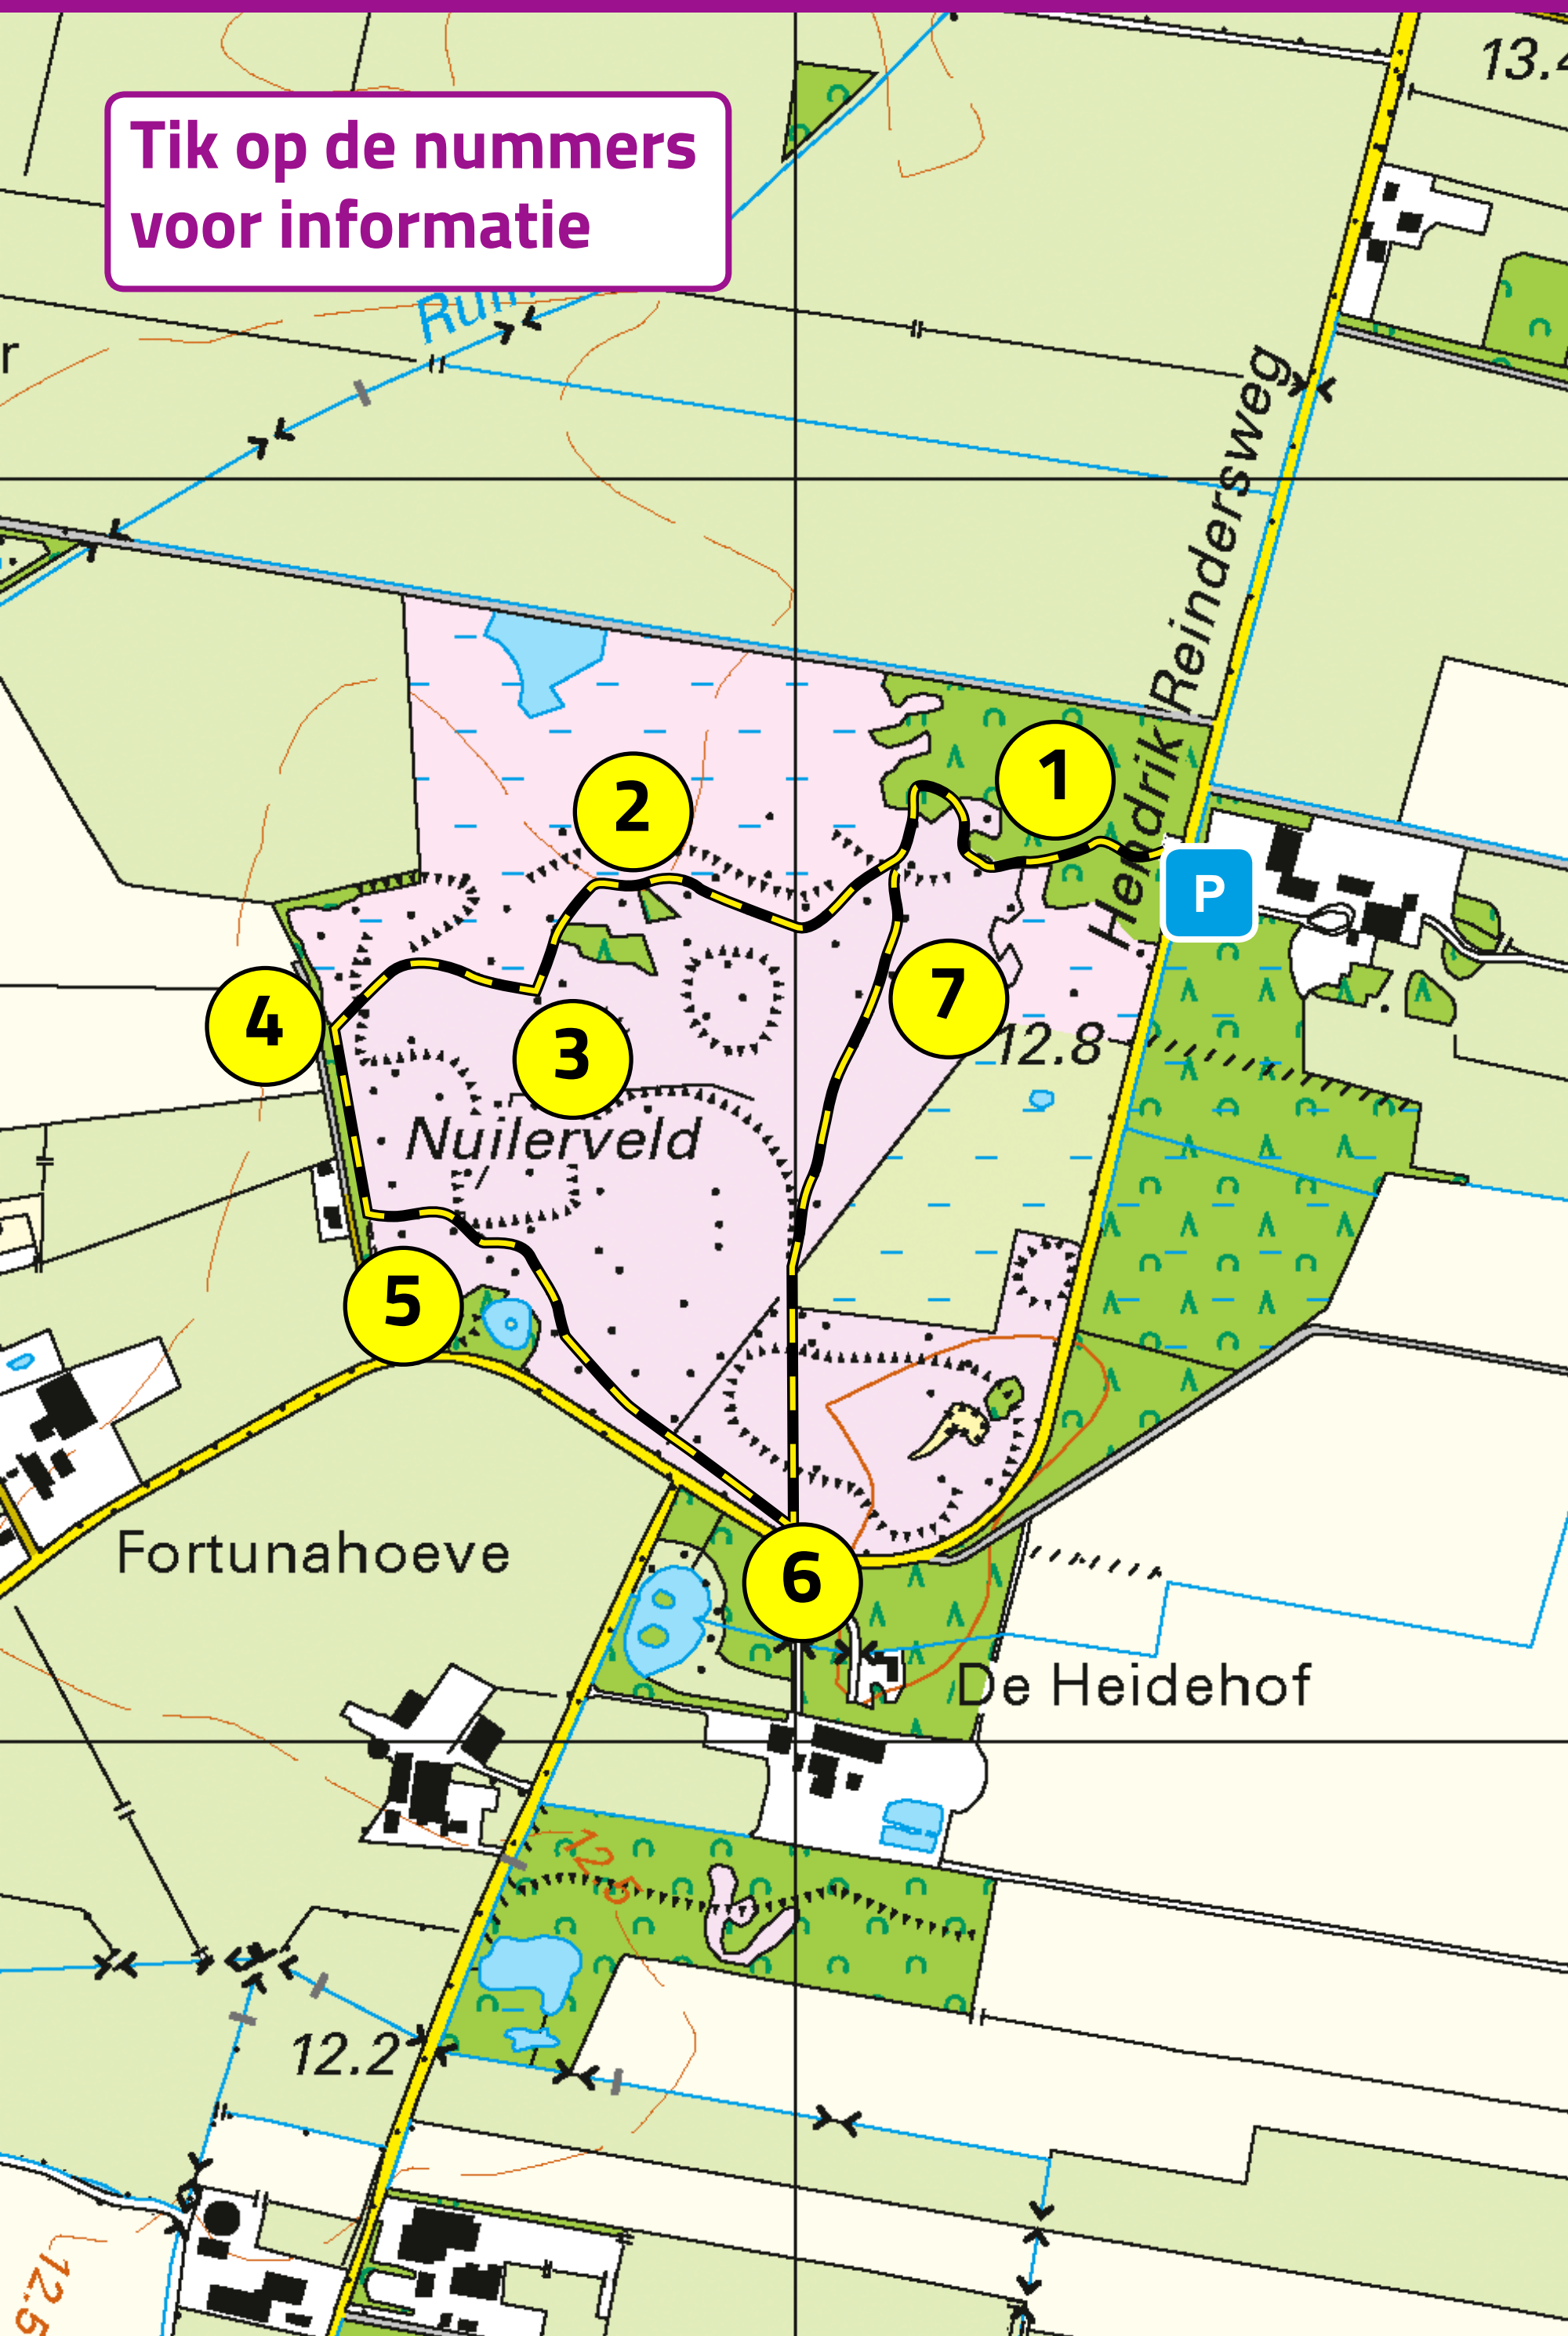 13.4
Tik op de nummers
voor informatie
r
Hendrik Reindersweg
1
2
P
7
4
3
12.8
Nuilerveld
5
Fortunahoeve
6
De Heidehof
12.5
12.2
12.5